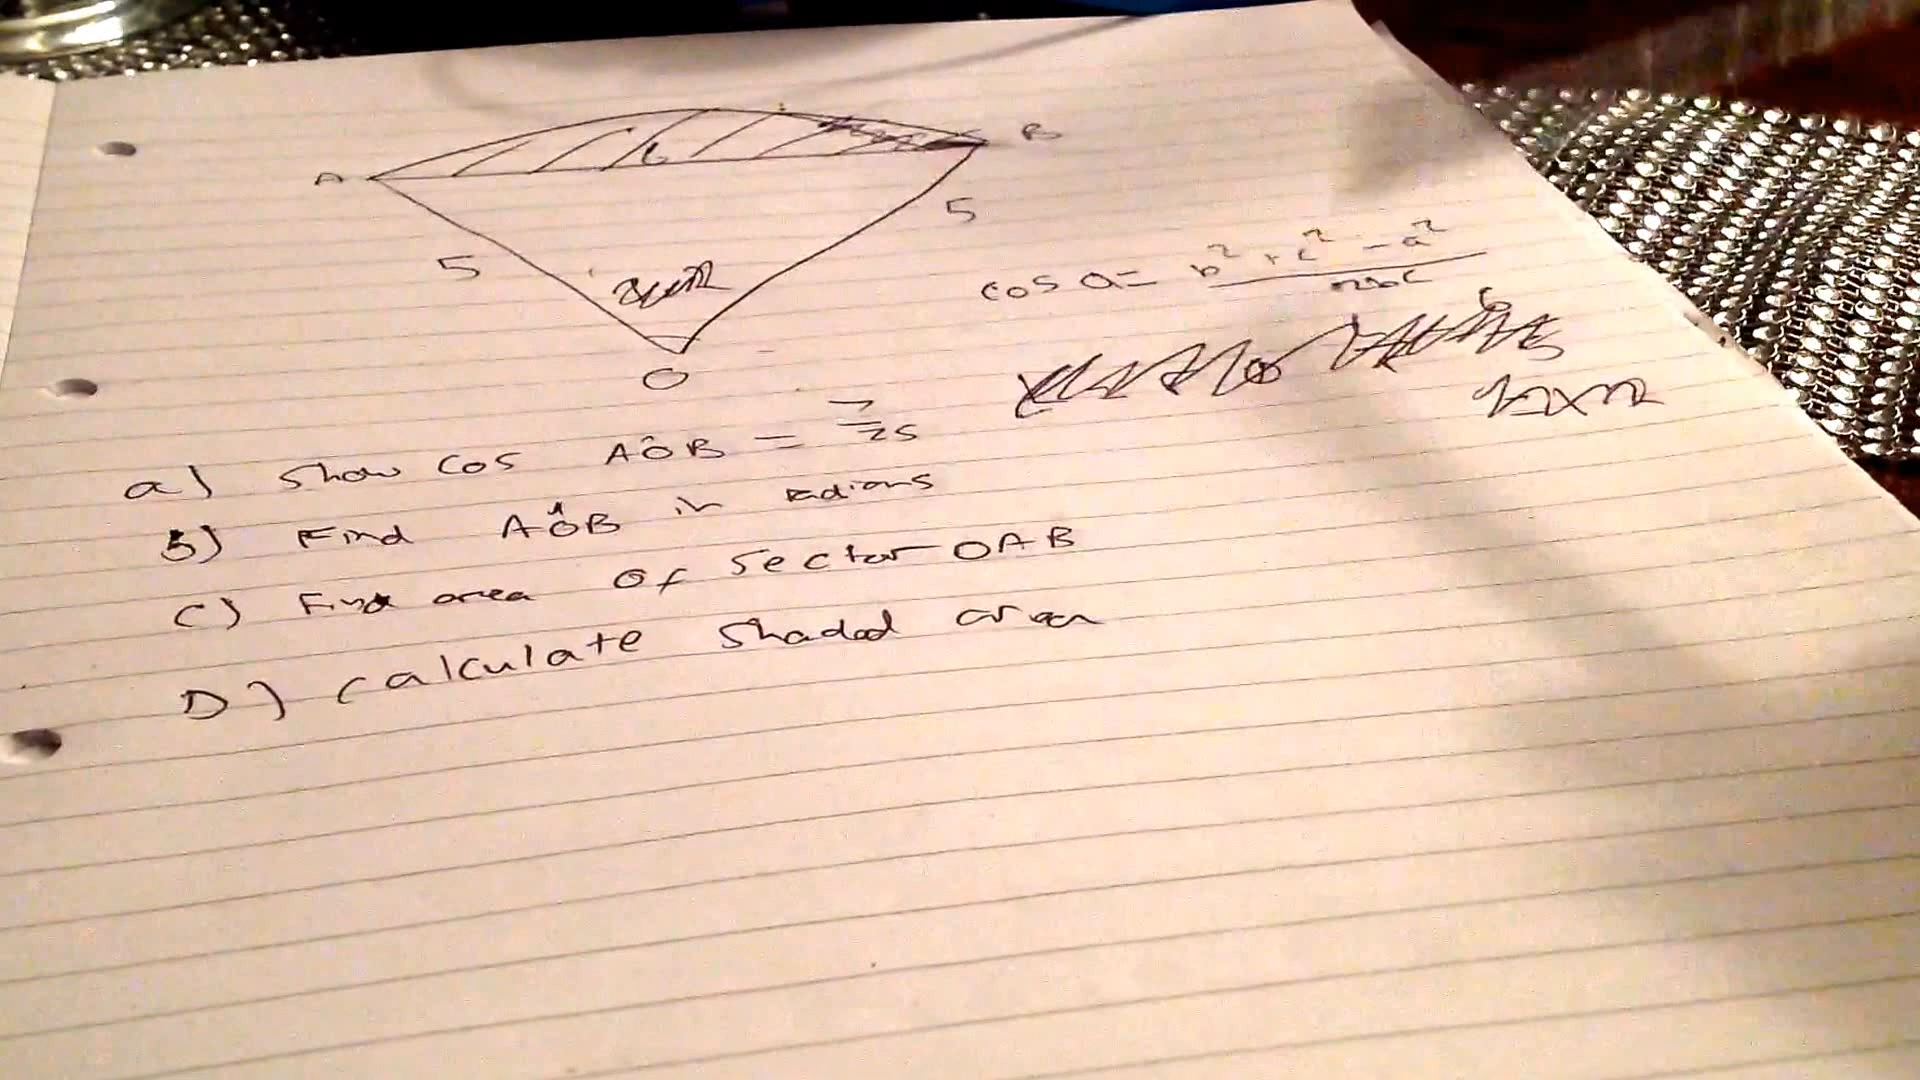 A
B
6
5
5
O
cos a = b² + c² - a² / 2bc
a) Show cos AÔB = 7/25
b) Find AÔB in radians
c) Find area of sector OAB
D) calculate shaded area